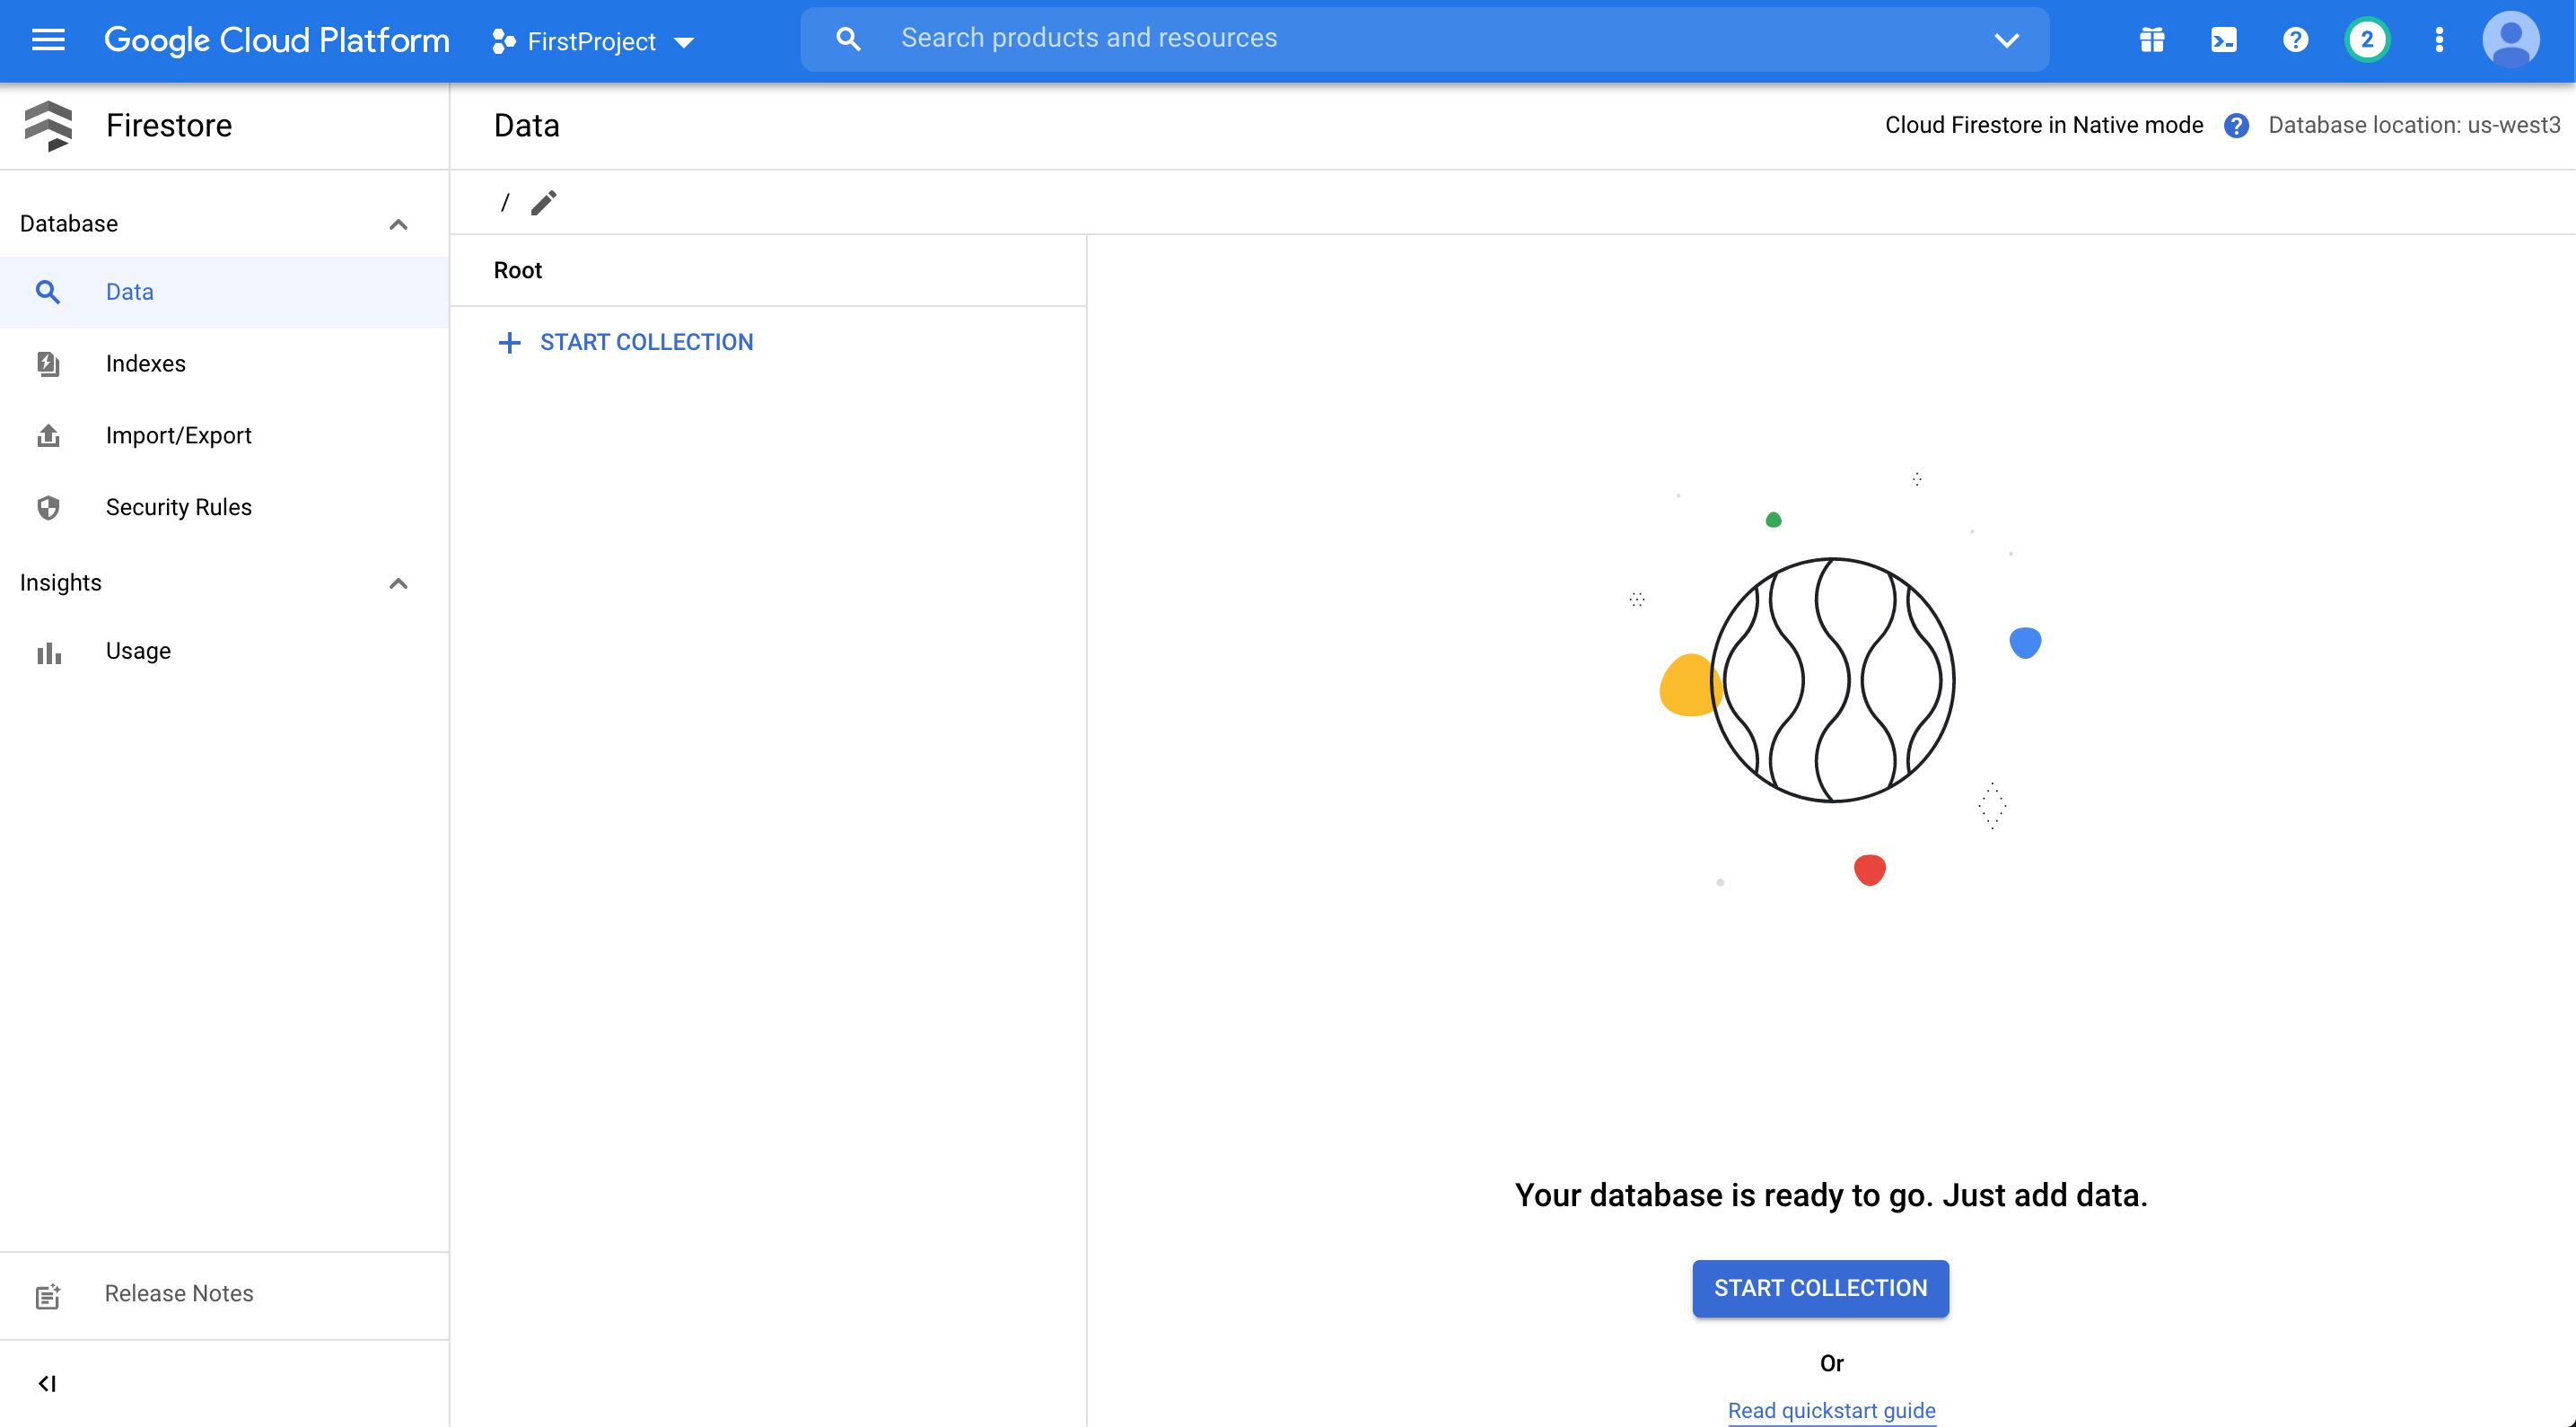 Google Cloud Platform
FirstProject
Search products and resources
2
Firestore
Data
Cloud Firestore in Native mode
Database location: us-west3
Database
/
Data
Root
Indexes
START COLLECTION
Import/Export
Security Rules
Insights
Usage
Your database is ready to go. Just add data.
START COLLECTION
Or
Read quickstart guide
Release Notes